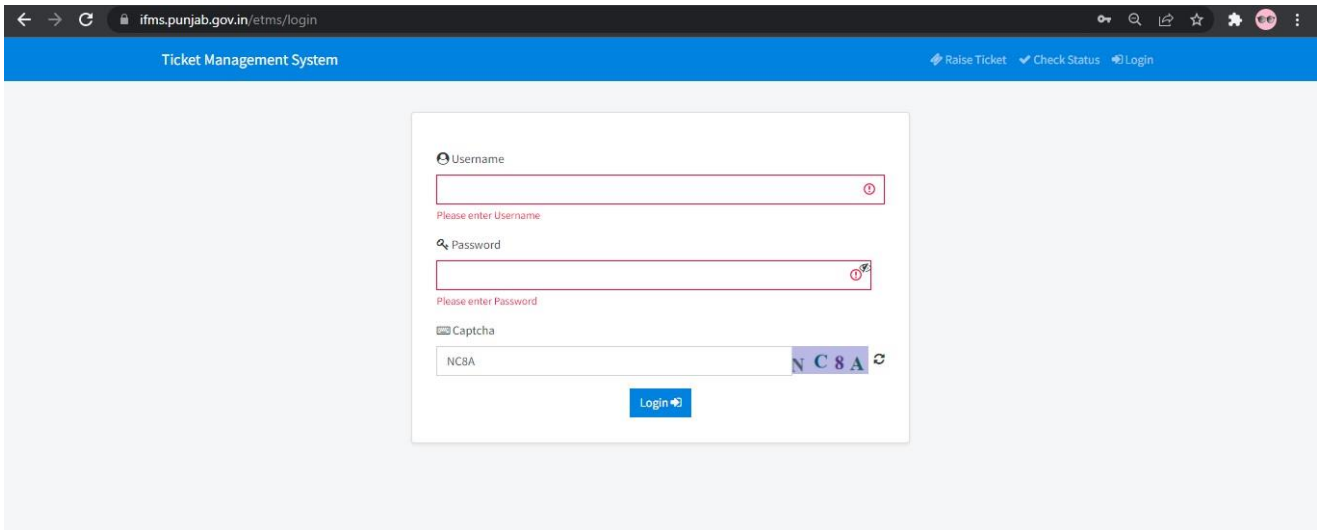 ifms.punjab.gov.in/etms/login
Ticket Management System Raise Ticket Check Status Login
Username
Please enter Username
Password
Please enter Password
Captcha
NC8A N C 8 A
Login